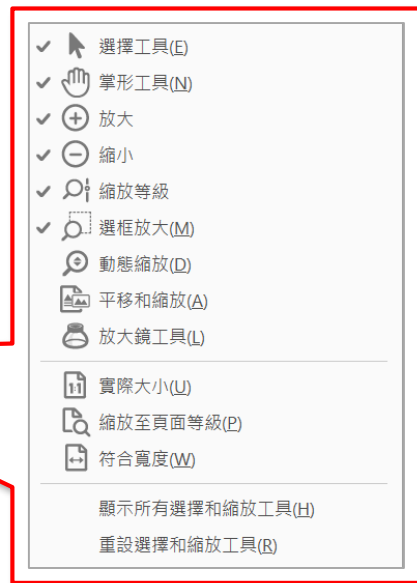 選擇工具(E)
掌形工具(N)
放大
縮小
縮放等級
選框放大(M)
動態縮放(D)
平移和縮放(A)
放大鏡工具(L)
1:1 實際大小(U)
縮放至頁面等級(P)
符合寬度(W)
顯示所有選擇和縮放工具(H)
重設選擇和縮放工具(R)